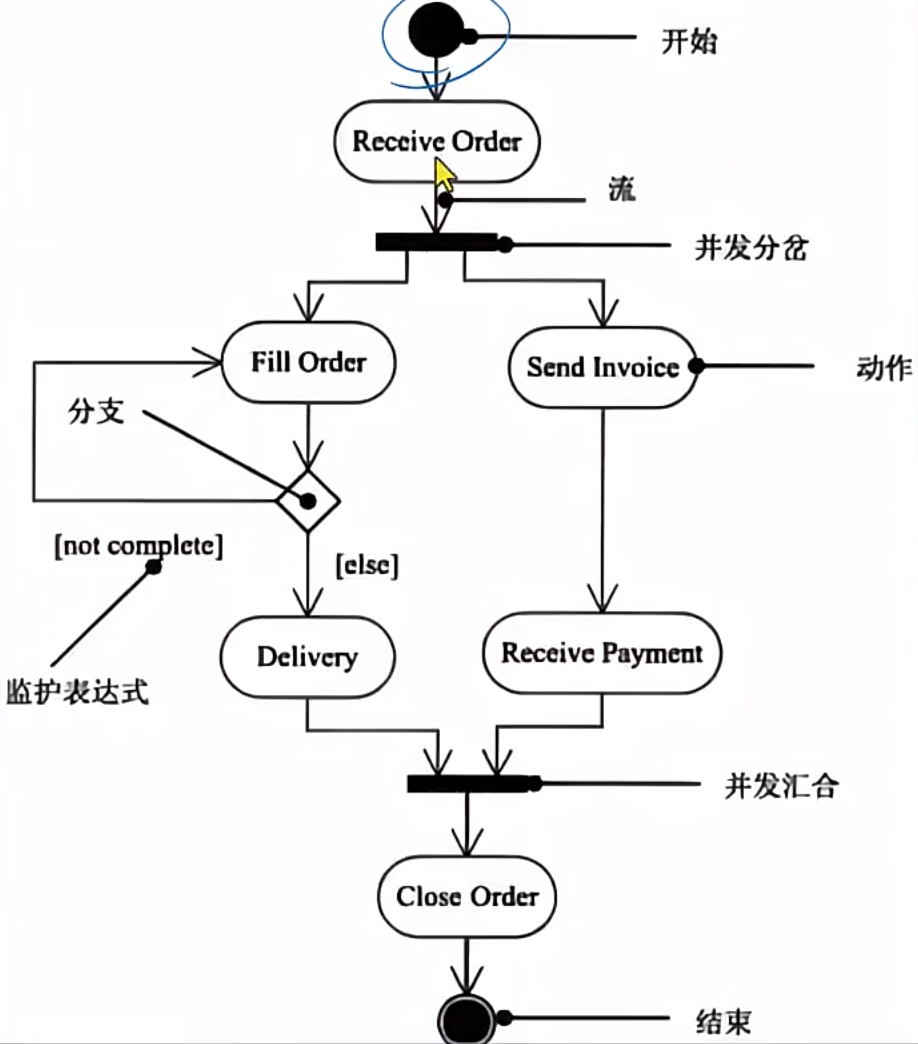 开始
Receive Order
流
并发分岔
Fill Order
Send Invoice
动作
分支
[not complete]
[else]
Delivery
Receive Payment
监护表达式
并发汇合
Close Order
结束